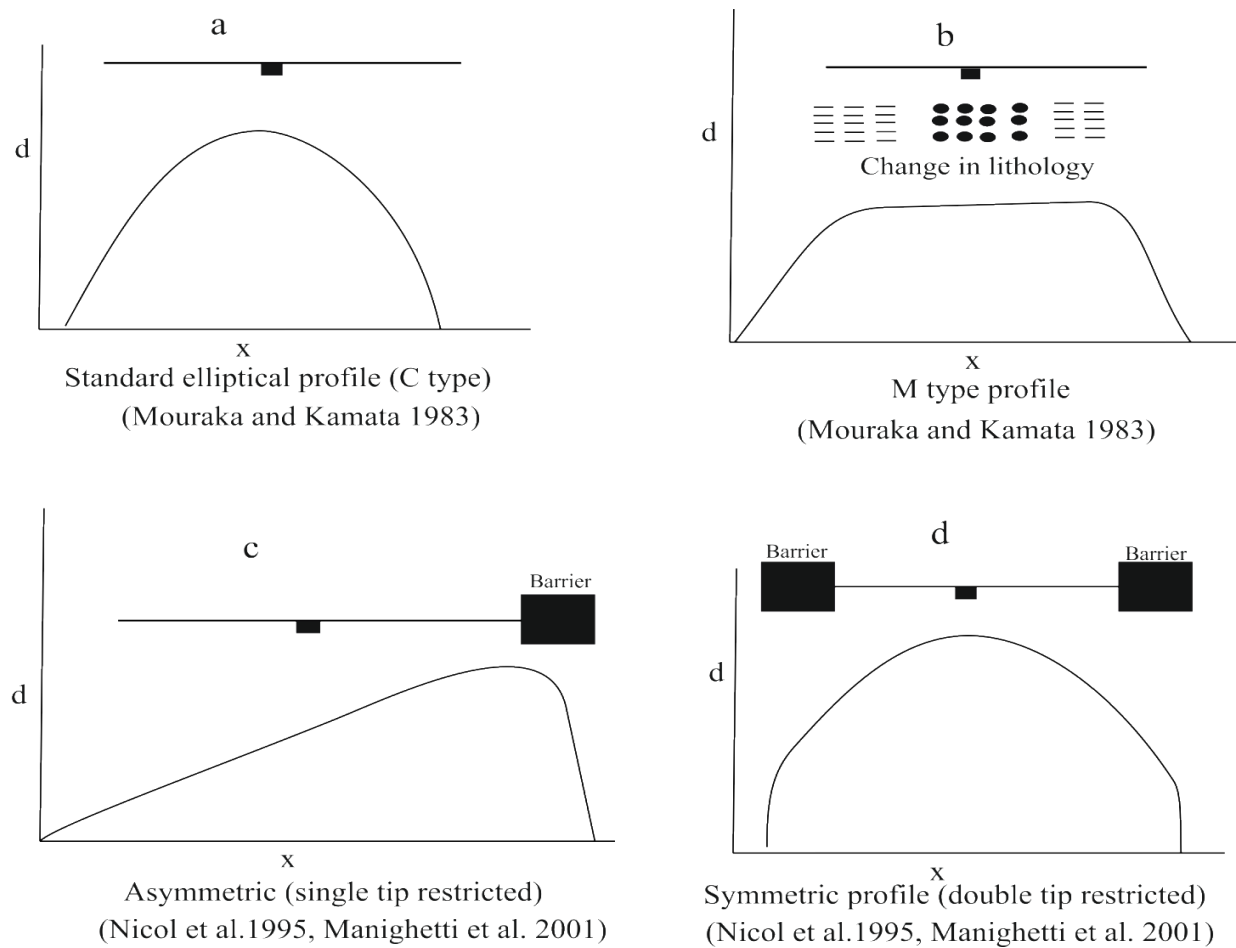 a
d
x
Standard elliptical profile (C type)
(Mouraka and Kamata 1983)
b
d
Change in lithology
x
M type profile
(Mouraka and Kamata 1983)
c
Barrier
d
x
Asymmetric (single tip restricted)
(Nicol et al.1995, Manighetti et al. 2001)
d
Barrier
Barrier
d
x
Symmetric profile (double tip restricted)
(Nicol et al.1995, Manighetti et al. 2001)